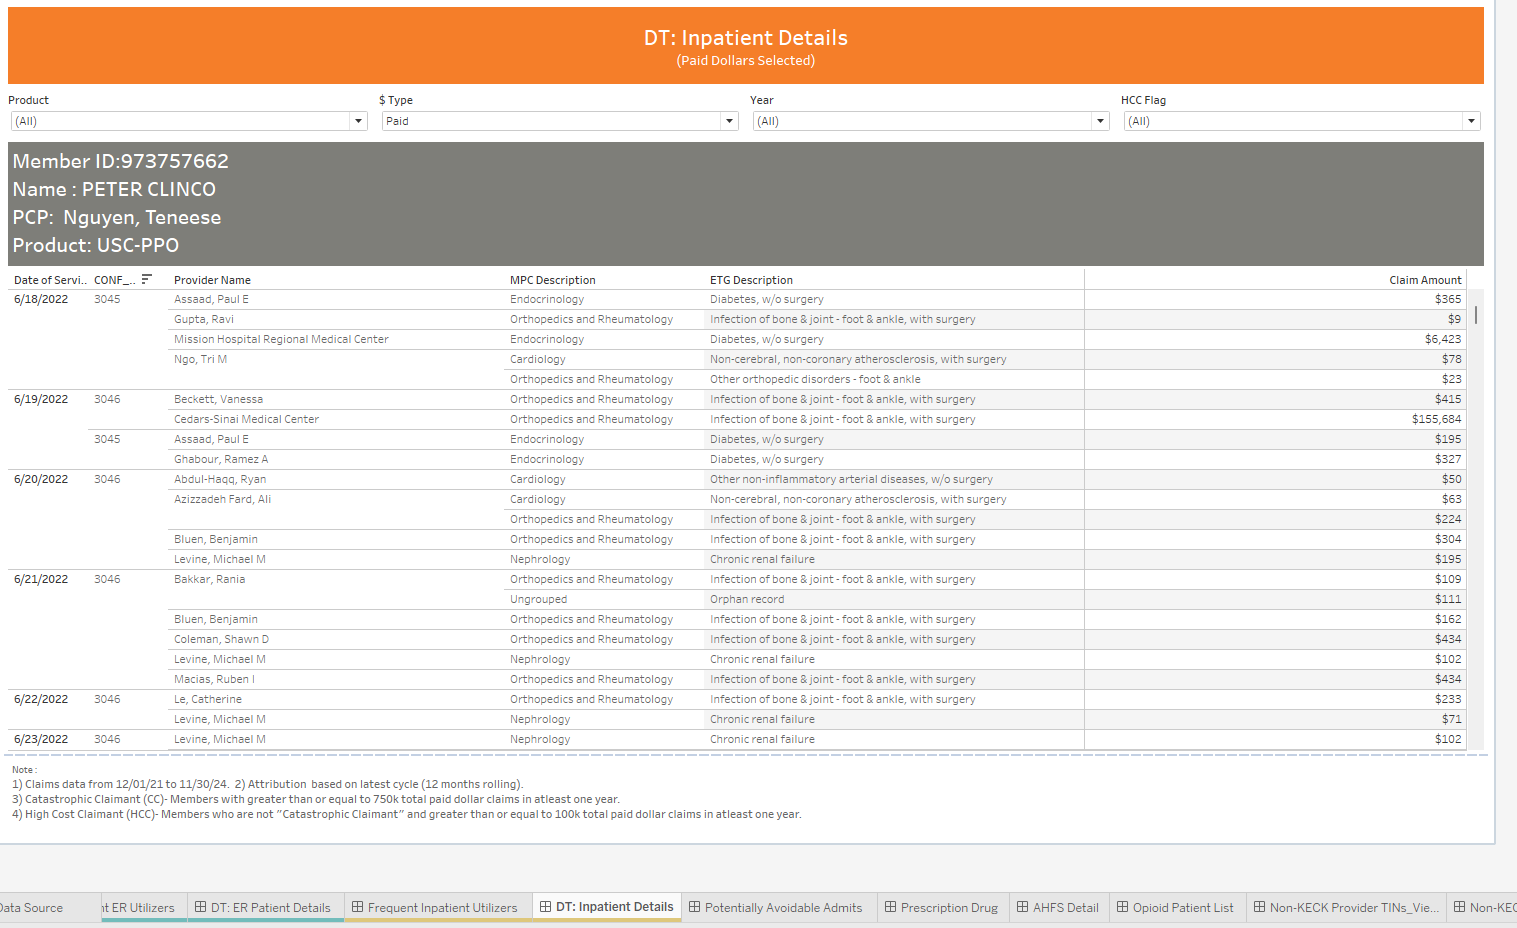 DT: Inpatient Details
(Paid Dollars Selected)
Product $ Type Year HCC Flag
(All) Paid (All) (All)
Member ID:973757662
Name : PETER CLINCO
PCP: Nguyen, Teneese
Product: USC-PPO
Date of Servi.. CONF_.. Provider Name MPC Description ETG Description Claim Amount
6/18/2022 3045 Assaad, Paul E Endocrinology Diabetes, w/o surgery $365
Gupta, Ravi Orthopedics and Rheumatology Infection of bone & joint - foot & ankle, with surgery $9
Mission Hospital Regional Medical Center Endocrinology Diabetes, w/o surgery $6,423
Ngo, Tri M Cardiology Non-cerebral, non-coronary atherosclerosis, with surgery $78
Orthopedics and Rheumatology Other orthopedic disorders - foot & ankle $23
6/19/2022 3046 Beckett, Vanessa Orthopedics and Rheumatology Infection of bone & joint - foot & ankle, with surgery $415
Cedars-Sinai Medical Center Orthopedics and Rheumatology Infection of bone & joint - foot & ankle, with surgery $155,684
3045 Assaad, Paul E Endocrinology Diabetes, w/o surgery $195
Ghabour, Ramez A Endocrinology Diabetes, w/o surgery $327
6/20/2022 3046 Abdul-Haqq, Ryan Cardiology Other non-inflammatory arterial diseases, w/o surgery $50
Azizzadeh Fard, Ali Cardiology Non-cerebral, non-coronary atherosclerosis, with surgery $63
Orthopedics and Rheumatology Infection of bone & joint - foot & ankle, with surgery $224
Bluen, Benjamin Orthopedics and Rheumatology Infection of bone & joint - foot & ankle, with surgery $304
Levine, Michael M Nephrology Chronic renal failure $195
6/21/2022 3046 Bakkar, Rania Orthopedics and Rheumatology Infection of bone & joint - foot & ankle, with surgery $109
Ungrouped Orphan record $111
Bluen, Benjamin Orthopedics and Rheumatology Infection of bone & joint - foot & ankle, with surgery $162
Coleman, Shawn D Orthopedics and Rheumatology Infection of bone & joint - foot & ankle, with surgery $434
Levine, Michael M Nephrology Chronic renal failure $102
Macias, Ruben I Orthopedics and Rheumatology Infection of bone & joint - foot & ankle, with surgery $434
6/22/2022 3046 Le, Catherine Orthopedics and Rheumatology Infection of bone & joint - foot & ankle, with surgery $233
Levine, Michael M Nephrology Chronic renal failure $71
6/23/2022 3046 Levine, Michael M Nephrology Chronic renal failure $102
Note :
1) Claims data from 12/01/21 to 11/30/24. 2) Attribution based on latest cycle (12 months rolling).
3) Catastrophic Claimant (CC)- Members with greater than or equal to 750k total paid dollar claims in atleast one year.
4) High Cost Claimant (HCC)- Members who are not "Catastrophic Claimant" and greater than or equal to 100k total paid dollar claims in atleast one year.
Data Source nt ER Utilizers DT: ER Patient Details Frequent Inpatient Utilizers DT: Inpatient Details Potentially Avoidable Admits Prescription Drug AHFS Detail Opioid Patient List Non-KECK Provider TINs_Vie... Non-KEC